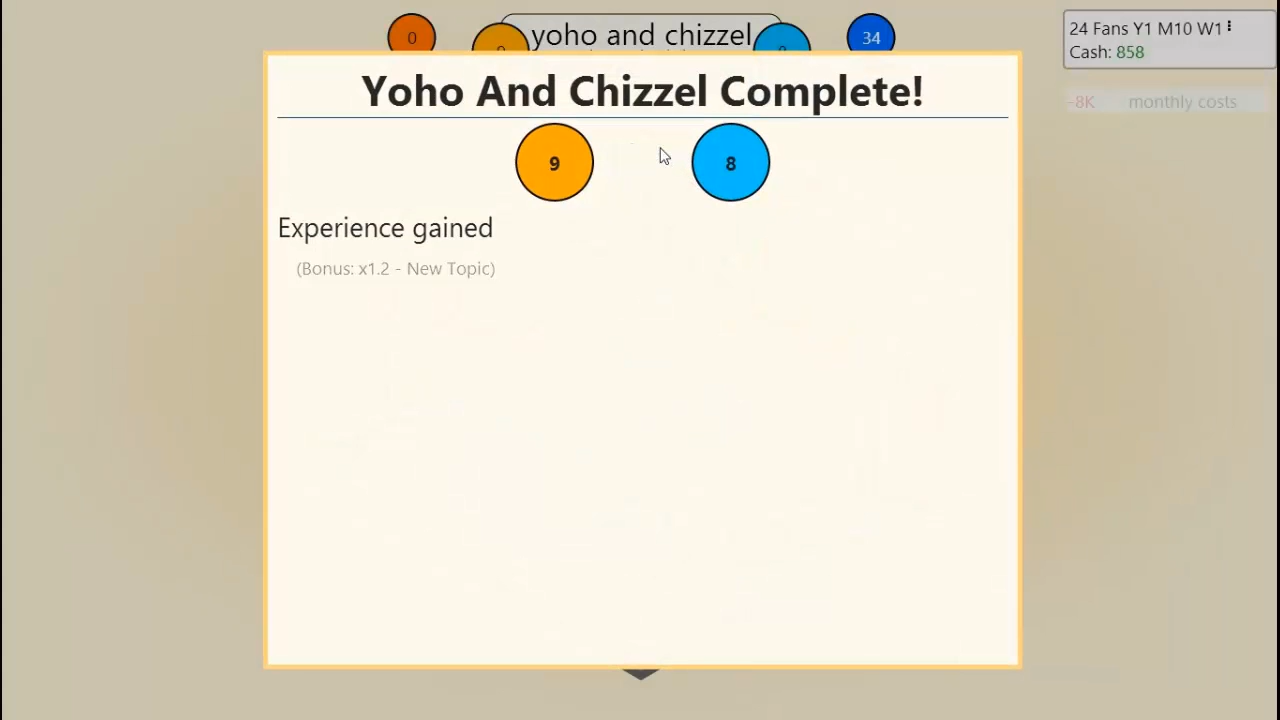 0
yoho and chizzel
34
24 Fans Y1 M10 W1
Cash: 858
-8K monthly costs
Yoho And Chizzel Complete!
9
8
Experience gained
(Bonus: x1.2 - New Topic)